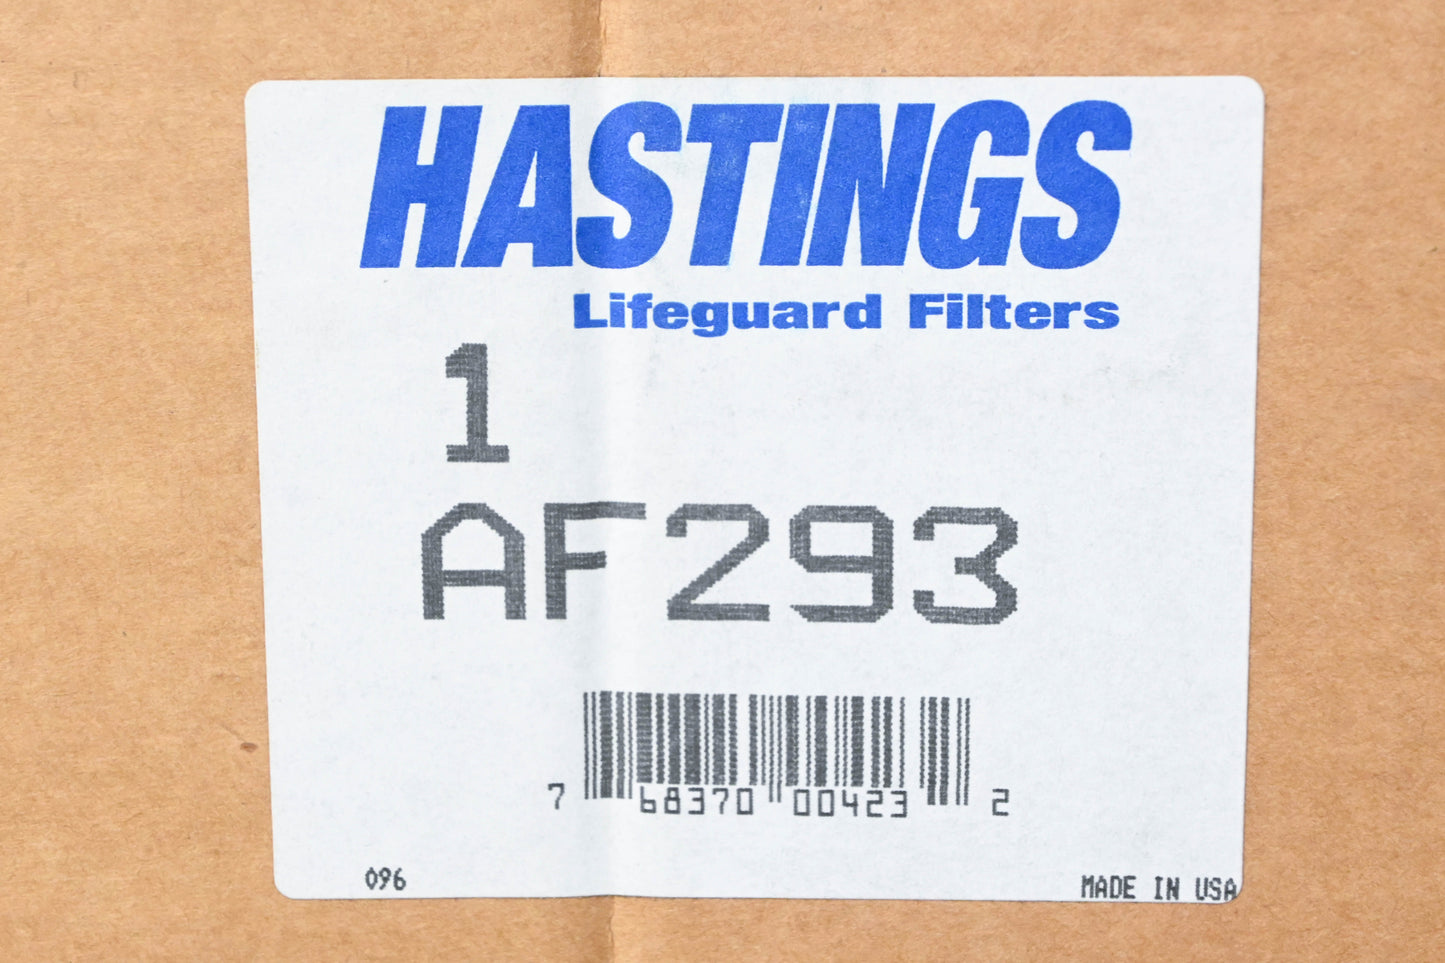 HASTINGS
Lifeguard Filters
1
AF293
7 68370 00423 2
096
MADE IN USA